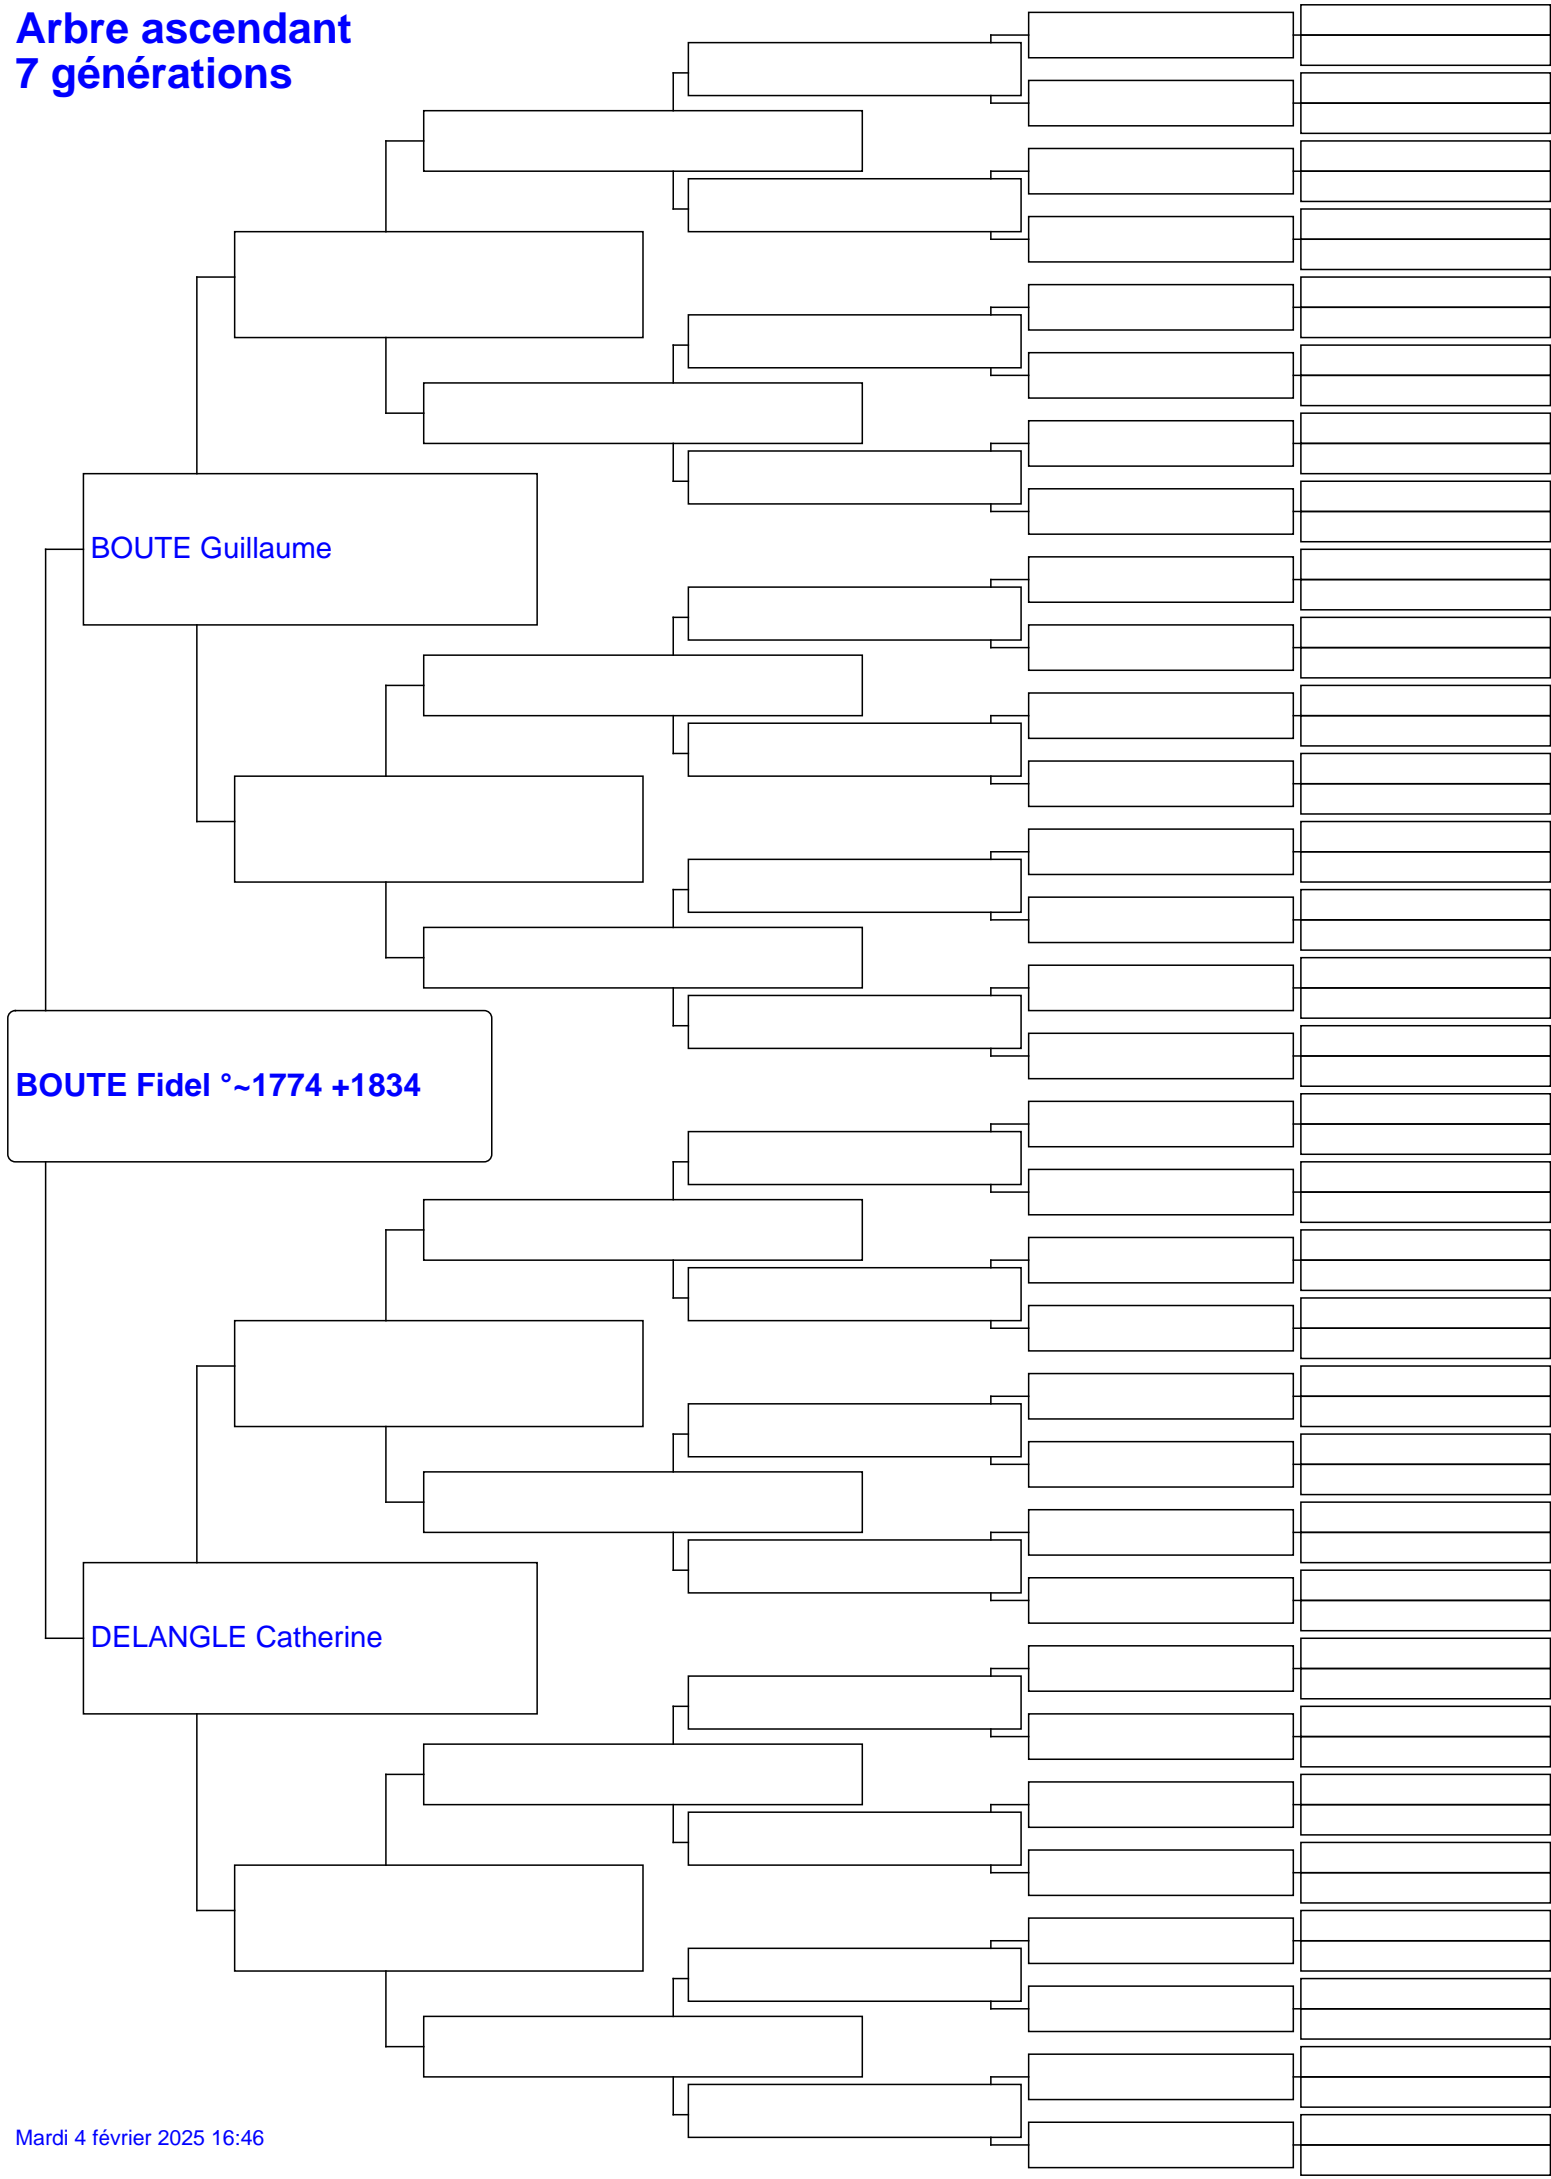 Arbre ascendant
7 générations
BOUTE Guillaume
BOUTE Fidel °~1774 +1834
DELANGLE Catherine
Mardi 4 février 2025 16:46